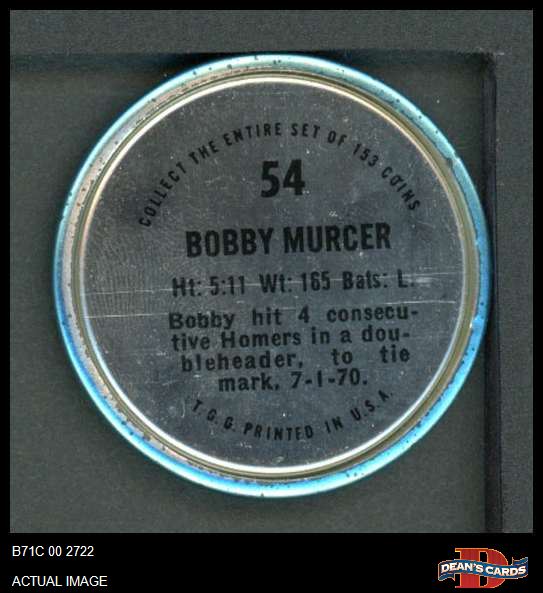 COLLECT THE ENTIRE SET OF 153 COINS
54
BOBBY MURCER
Ht: 5:11 Wt: 165 Bats: L.
Bobby hit 4 consecu-
tive Homers in a dou-
bleheader, to tie
mark, 7-1-70.
T.C.G. PRINTED IN U.S.A.
B71C 00 2722
ACTUAL IMAGE
D
DEAN'S CARDS